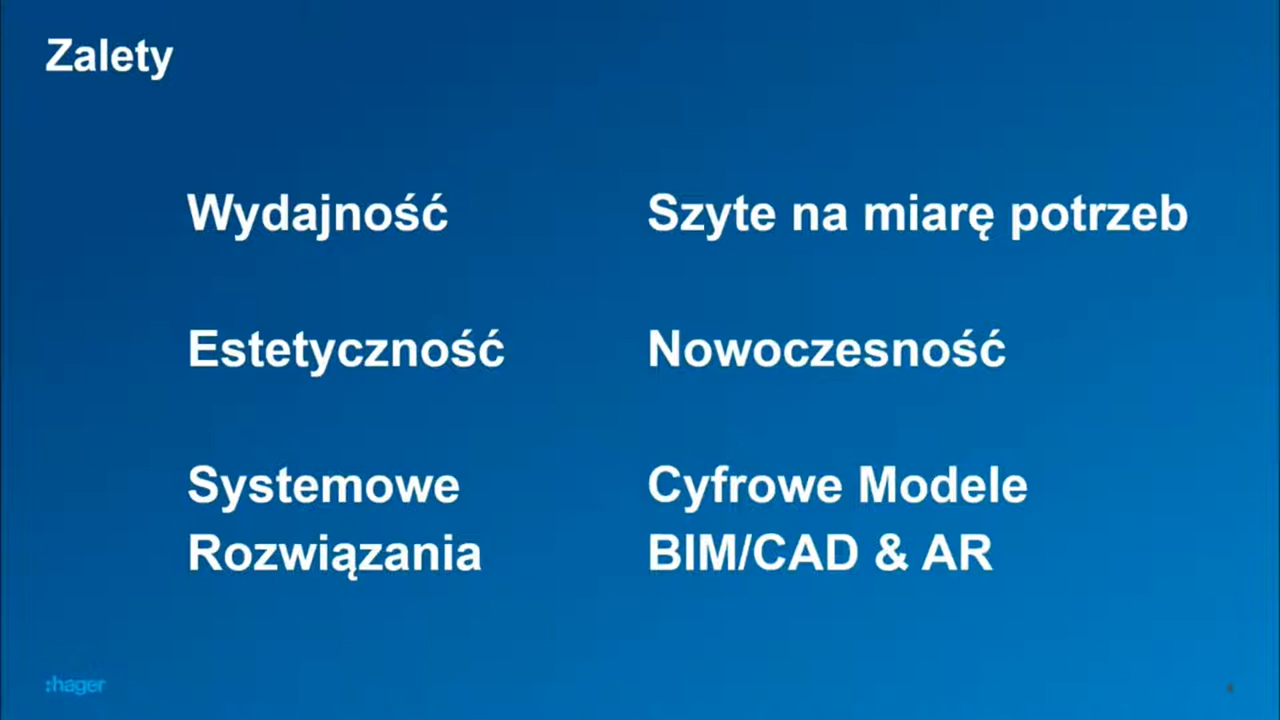 Zalety
Wydajność
Szyte na miarę potrzeb
Estetyczność
Nowoczesność
Systemowe
Rozwiązania
Cyfrowe Modele
BIM/CAD & AR
:hager